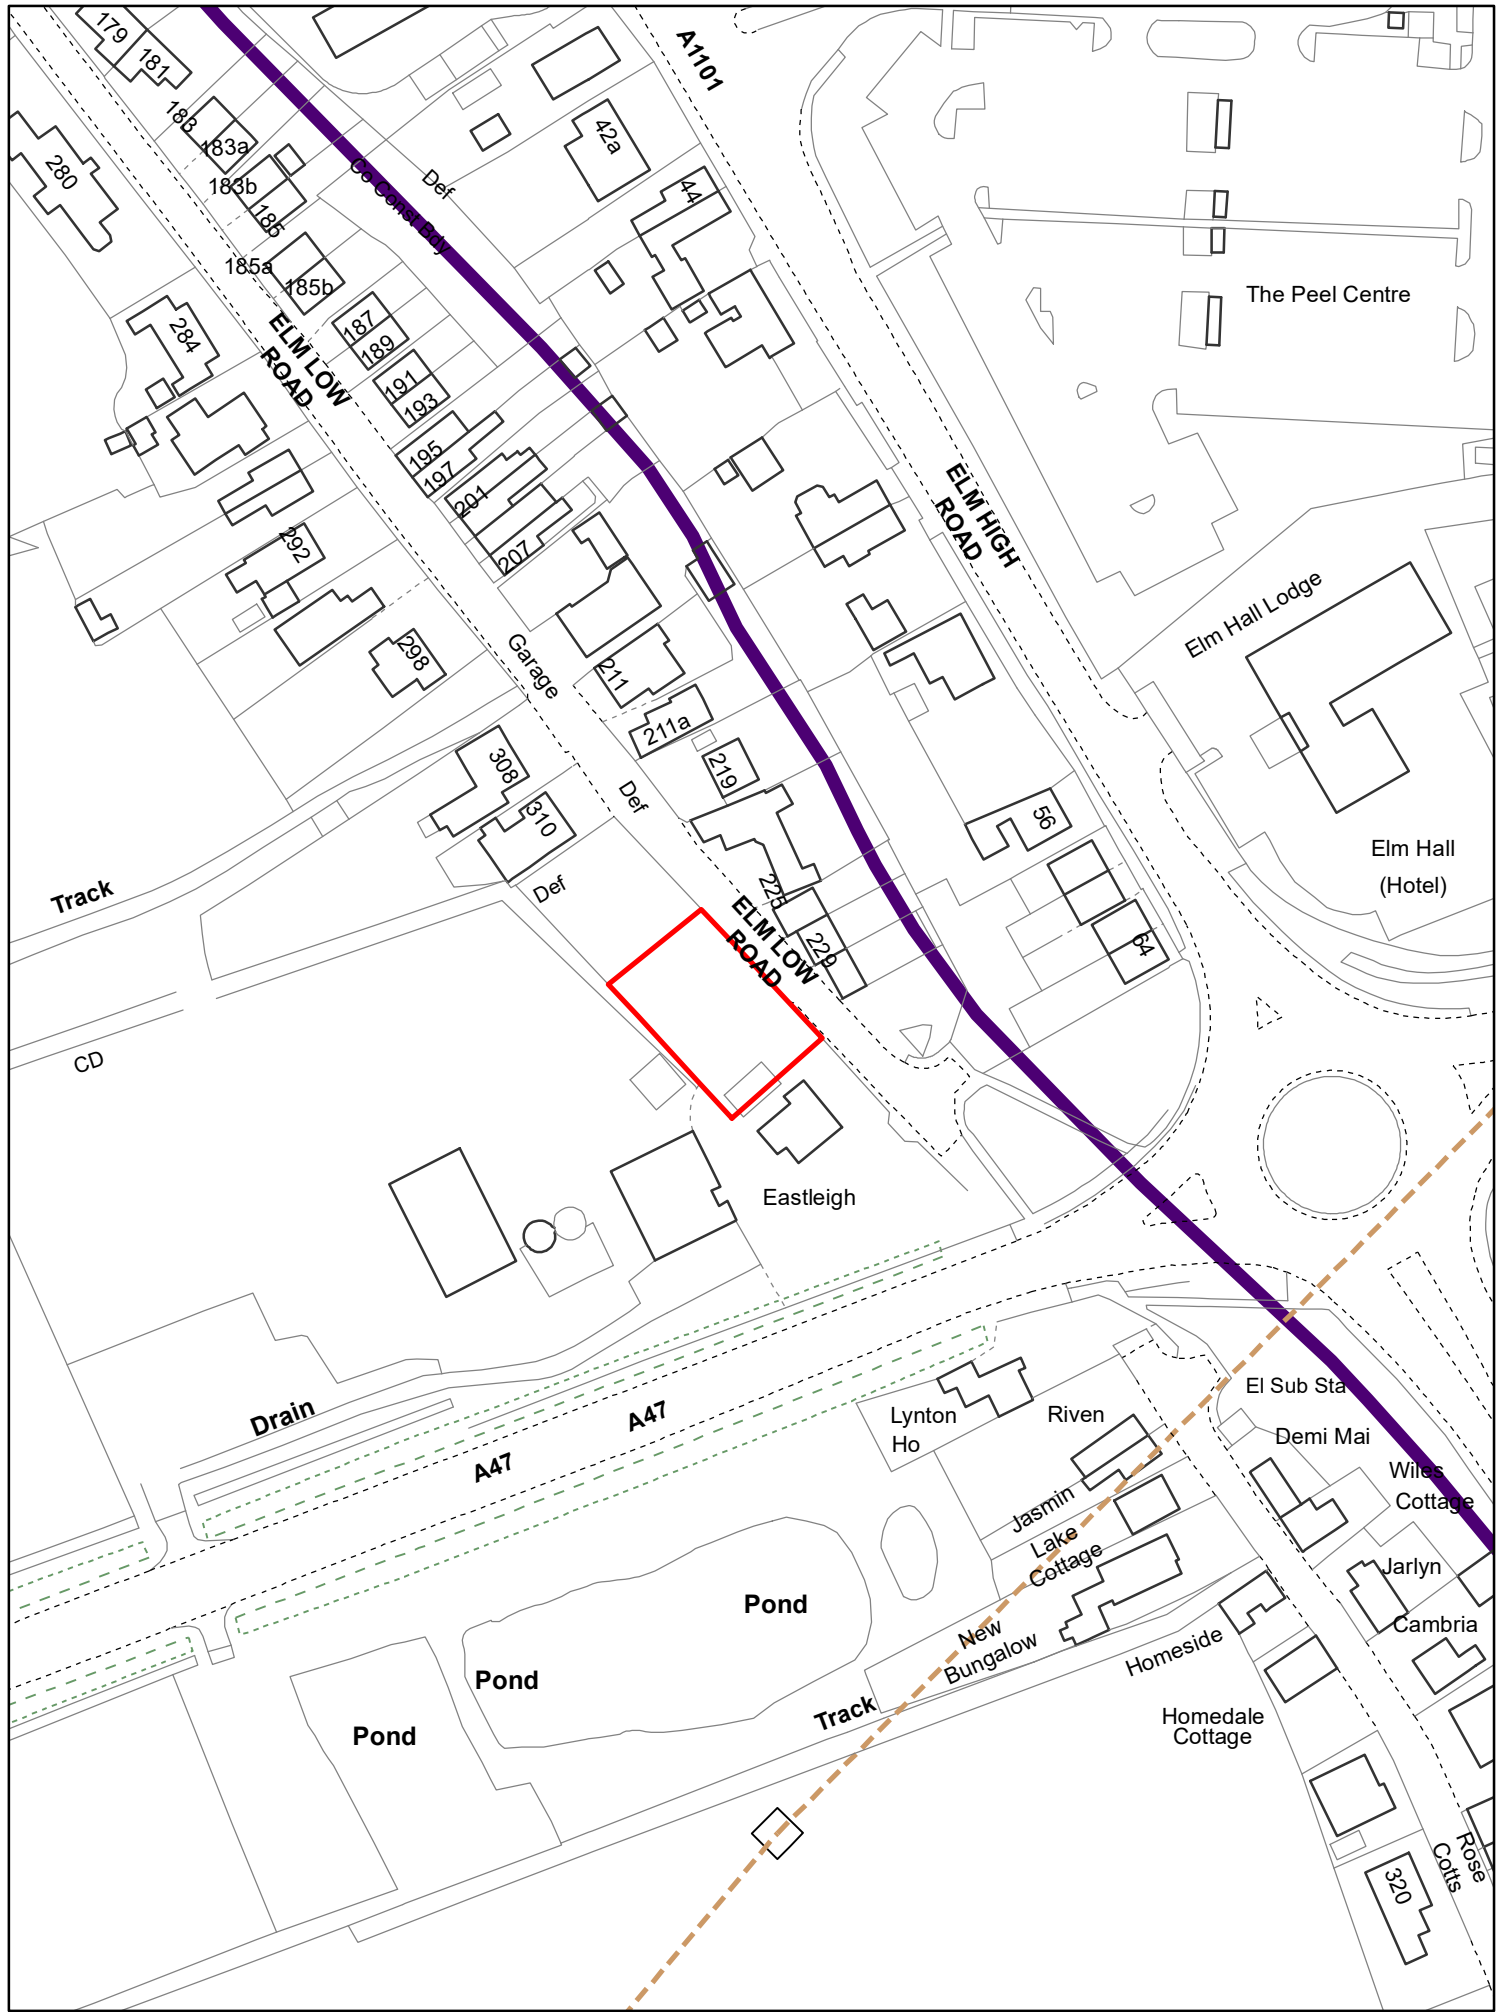 179
181
A1101
183
183a
42a
280
183b
Def
Co Const Bdy
44
185
185a
185b
The Peel Centre
187
189
284
ELM LOW
ROAD
191
193
195
197
201
207
ELM HIGH
ROAD
292
298
Garage
211
Elm Hall Lodge
211a
219
308
Def
310
56
Elm Hall
(Hotel)
Track
Def
225
229
64
ELM LOW
ROAD
CD
Eastleigh
Drain
A47
A47
El Sub Sta
Lynton
Ho
Riven
Demi Mai
Wiles
Cottage
Jasmin
Lake
Cottage
Jarlyn
Pond
New
Bungalow
Cambria
Homeside
Pond
Track
Pond
Homedale
Cottage
Rose
Cotts
320